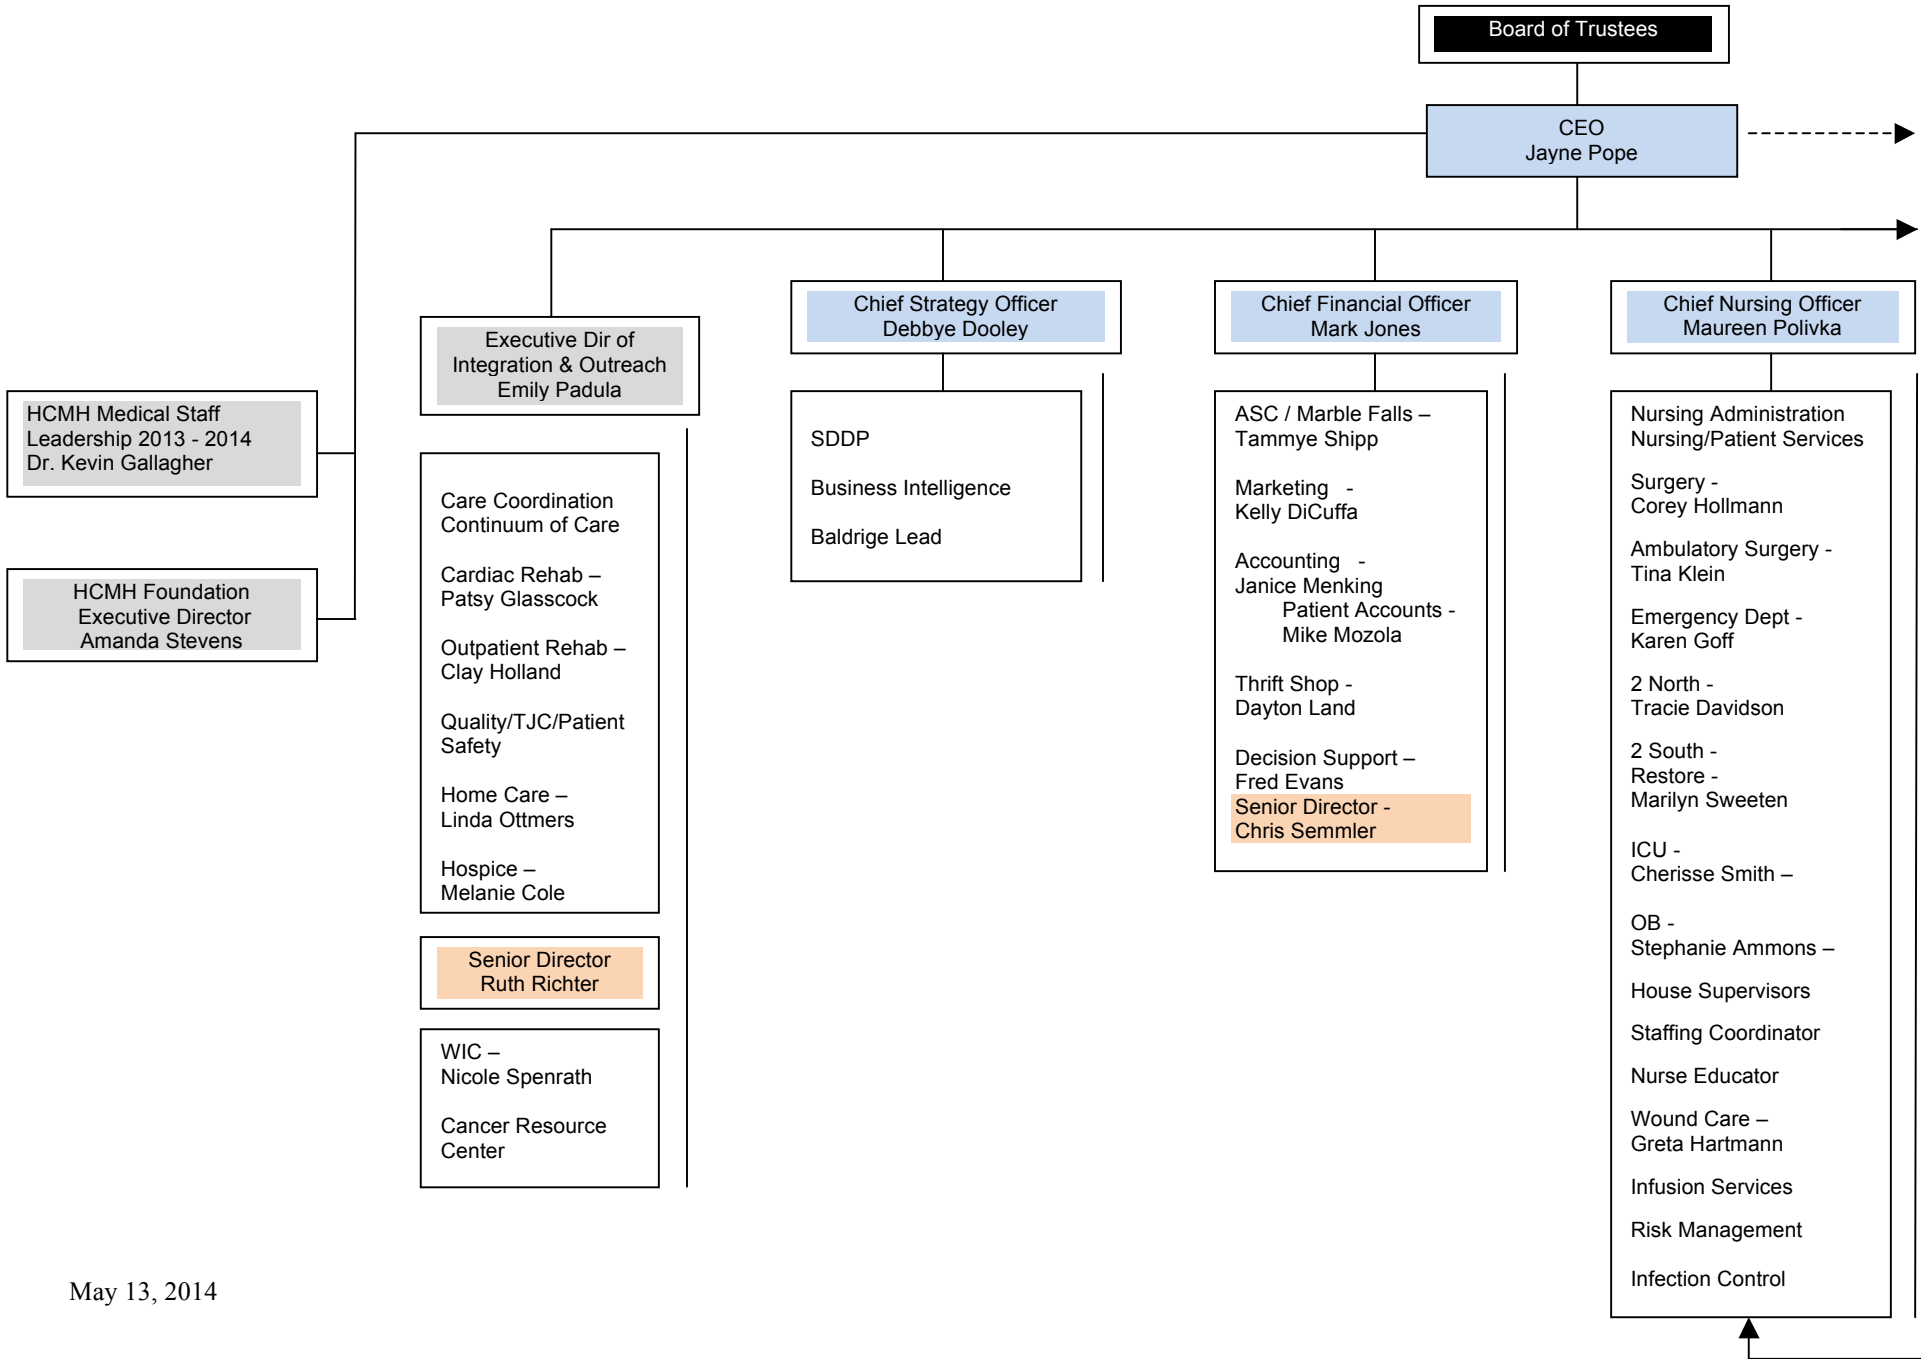 Board of Trustees
CEO
Jayne Pope
Executive Dir of
Integration & Outreach
Emily Padula
Chief Strategy Officer
Debbye Dooley
Chief Financial Officer
Mark Jones
Chief Nursing Officer
Maureen Polivka
HCMH Medical Staff
Leadership 2013 - 2014
Dr. Kevin Gallagher
HCMH Foundation
Executive Director
Amanda Stevens
Care Coordination
Continuum of Care
Cardiac Rehab –
Patsy Glasscock
Outpatient Rehab –
Clay Holland
Quality/TJC/Patient
Safety
Home Care –
Linda Ottmers
Hospice –
Melanie Cole
Senior Director
Ruth Richter
WIC –
Nicole Spenrath
Cancer Resource
Center
SDDP
Business Intelligence
Baldrige Lead
ASC / Marble Falls –
Tammye Shipp
Marketing -
Kelly DiCuffa
Accounting -
Janice Menking
Patient Accounts -
Mike Mozola
Thrift Shop -
Dayton Land
Decision Support –
Fred Evans
Senior Director -
Chris Semmler
Nursing Administration
Nursing/Patient Services
Surgery -
Corey Hollmann
Ambulatory Surgery -
Tina Klein
Emergency Dept -
Karen Goff
2 North -
Tracie Davidson
2 South -
Restore -
Marilyn Sweeten
ICU -
Cherisse Smith –
OB -
Stephanie Ammons –
House Supervisors
Staffing Coordinator
Nurse Educator
Wound Care –
Greta Hartmann
Infusion Services
Risk Management
Infection Control
May 13, 2014